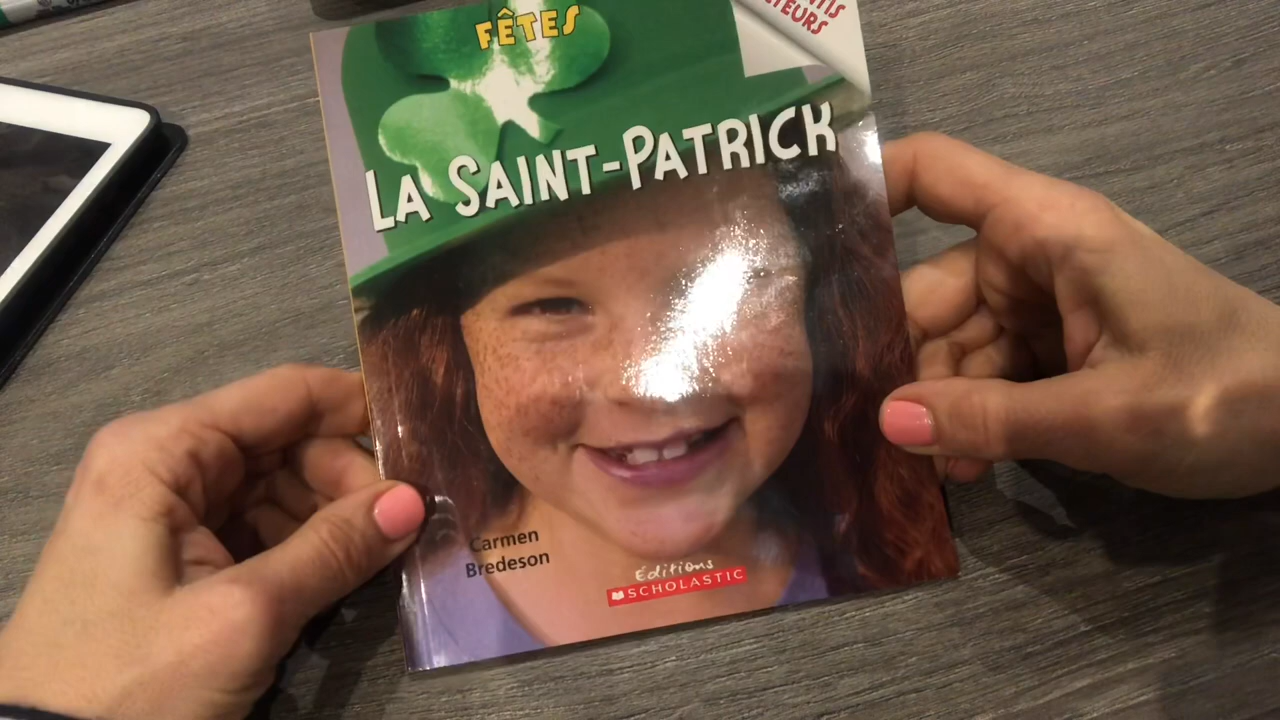 FÊTES
LA SAINT-PATRICK
Carmen
Bredeson
Éditions
SCHOLASTIC